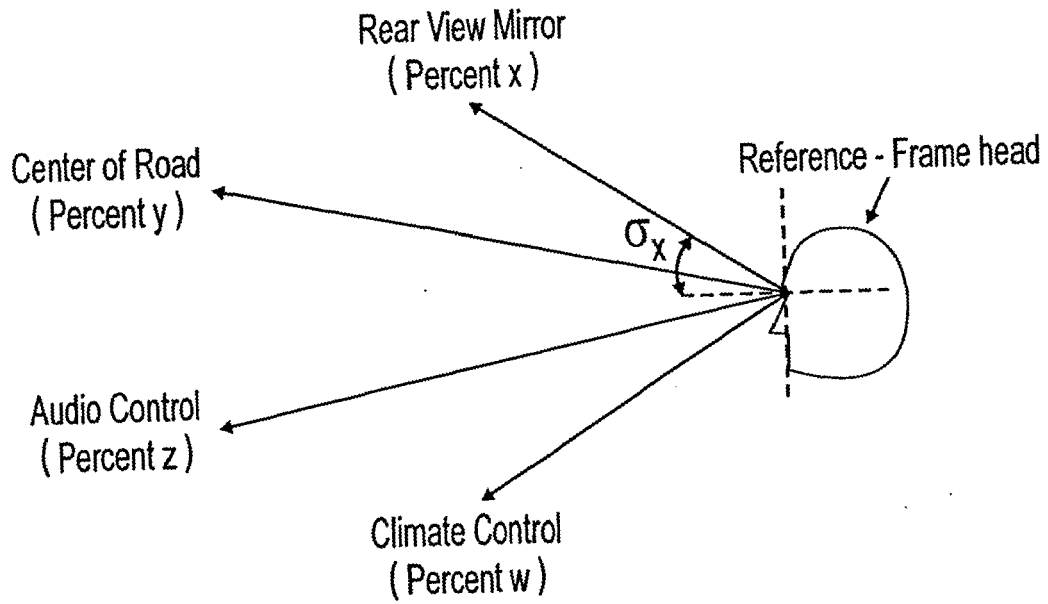 Rear View Mirror
( Percent x )
Center of Road
( Percent y )
Reference - Frame head
σx
Audio Control
( Percent z )
Climate Control
( Percent w )